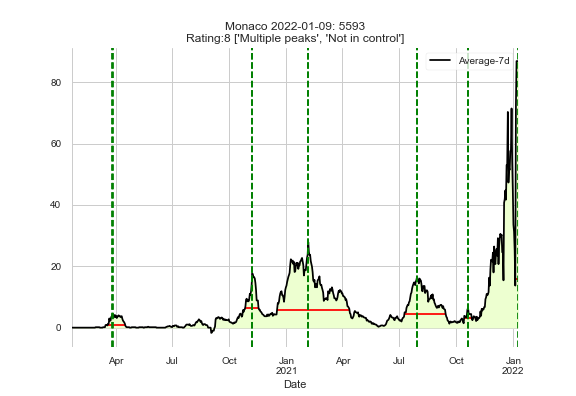 Monaco 2022-01-09: 5593
Rating:8 ['Multiple peaks', 'Not in control']
Average-7d
80
60
40
20
0
Apr Jul Oct Jan Apr Jul Oct Jan
2021 2022
Date